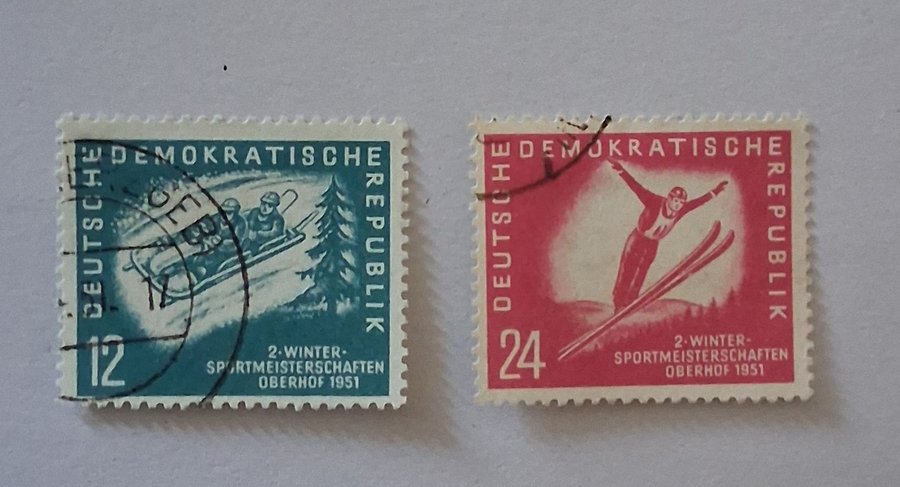 DEUTSCHE DEMOKRATISCHE REPUBLIK
12
2. WINTER-
SPORTMEISTERSCHAFTEN
OBERHOF 1951
DEUTSCHE DEMOKRATISCHE REPUBLIK
24
2. WINTER-
SPORTMEISTERSCHAFTEN
OBERHOF 1951